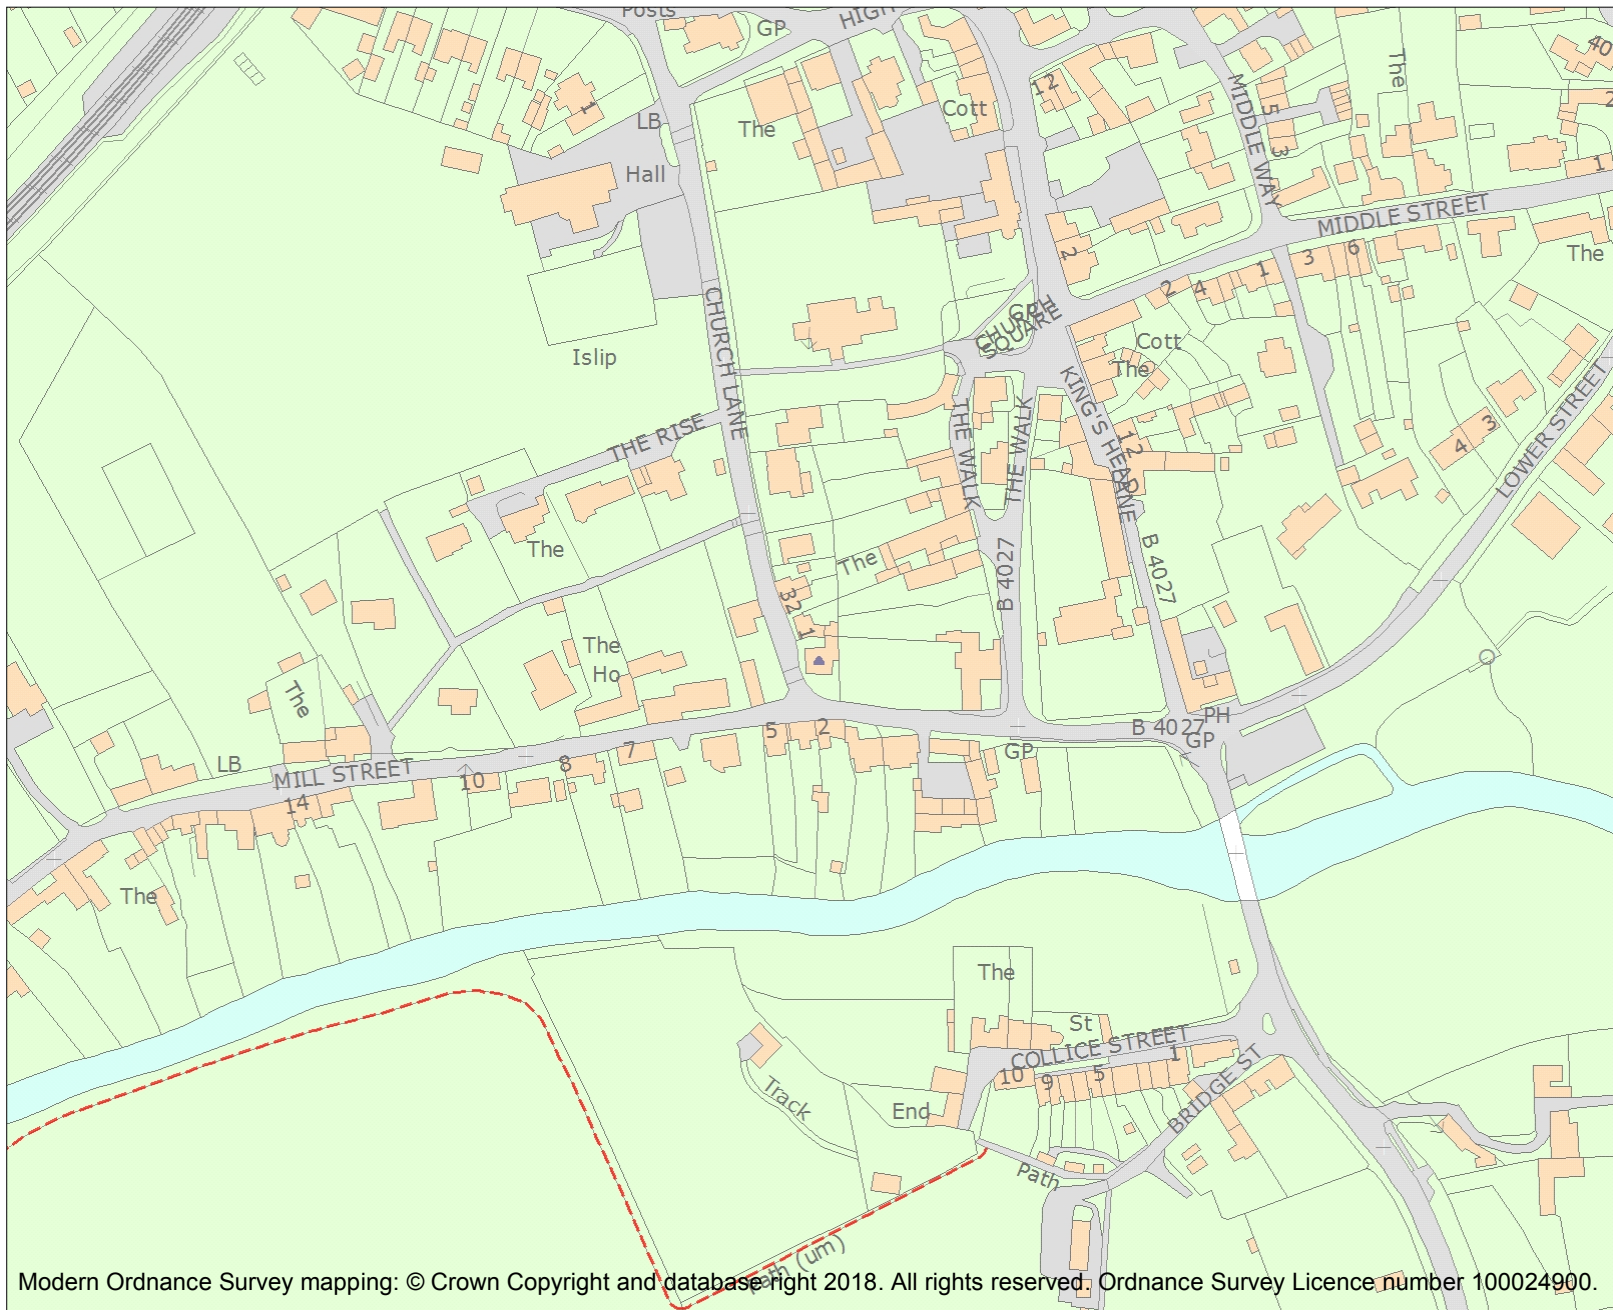 Posts
GP
HIGH
The
40
12
MIDDLE WAY
5
3
2
1
LB
The
Cott
1
Hall
MIDDLE STREET
2
The
3
6
1
2
4
CHURCH LANE
GP
CHURCH
SQUARE
Islip
Cott
The
KING'S HEAD
LANE
THE RISE
THE WALK
THE WALK
12
4
3
LOWER STREET
The
The
B 4027
B 4027
32
1
The
Ho
The
5
2
B 4027
PH
GP
GP
LB
MILL STREET
14
10
8
7
The
The
St
COLLICE STREET
10
9
5
1
BRIDGE ST
Track
End
Path
Path (um)
Modern Ordnance Survey mapping: © Crown Copyright and database right 2018. All rights reserved. Ordnance Survey Licence number 100024900.